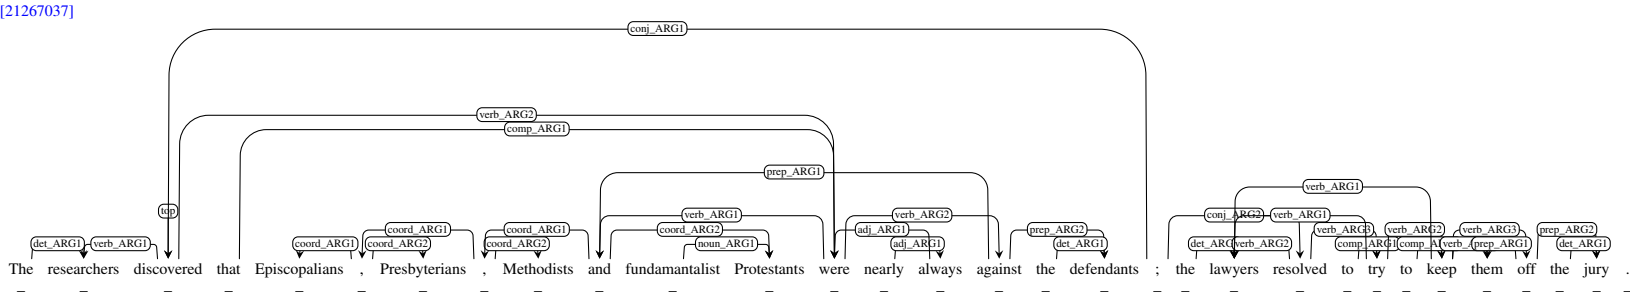 [21267037]
conj_ARG1
verb_ARG2
comp_ARG1
prep_ARG1
verb_ARG1
top conj_ARG2 verb_ARG1
coord_ARG1 coord_ARG1 verb_ARG1 verb_ARG2
coord_ARG2 adj_ARG1 prep_ARG2 verb_ARG3 verb_ARG2 verb_ARG3 prep_ARG2
det_ARG1 verb_ARG1 coord_ARG1 coord_ARG2 coord_ARG2 noun_ARG1 adj_ARG1 det_ARG1 verb_ARG2 comp_ARG1 prep_ARG1 det_ARG1
The researchers discovered that Episcopalians , Presbyterians , Methodists and fundamantalist Protestants were nearly always against the defendants ; the lawyers resolved to try to keep them off the jury .